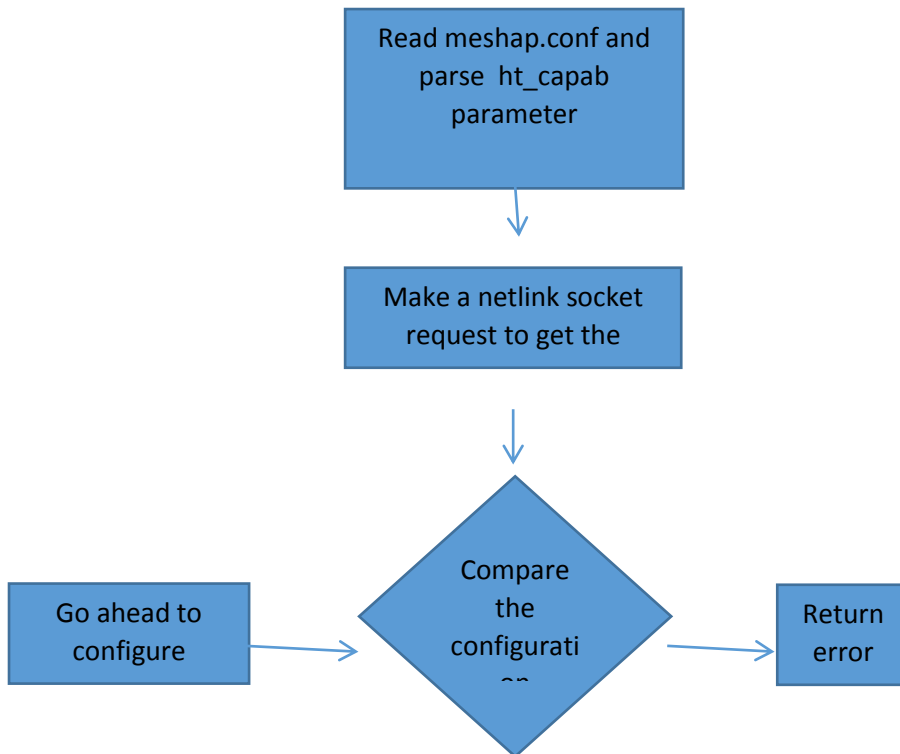 Read meshap.conf and
parse ht_capab
parameter
Make a netlink socket
request to get the
Compare
the
configurati
on
Go ahead to
configure
Return
error